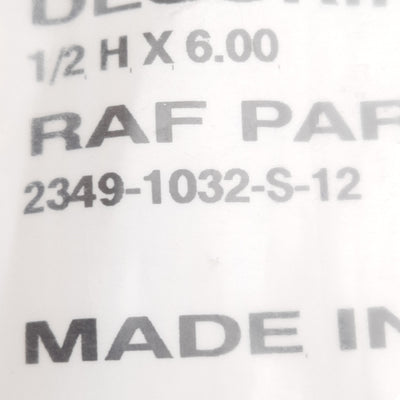 1/2 H X 6.00
RAF PAR
2349-1032-S-12
MADE IN